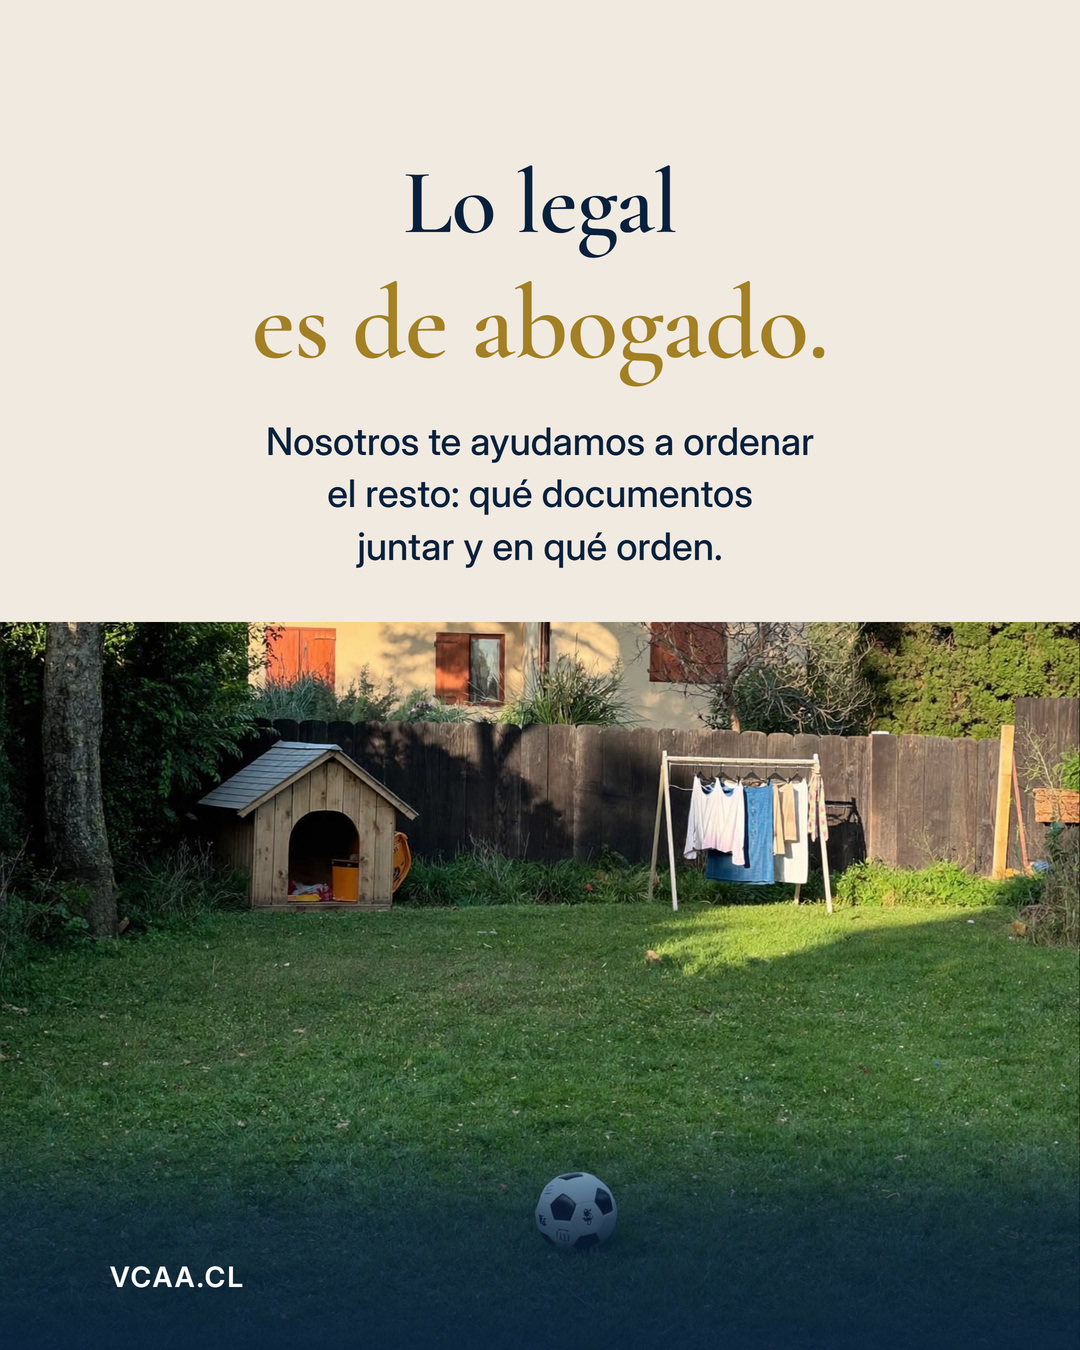 Lo legal
es de abogado.
Nosotros te ayudamos a ordenar
el resto: qué documentos
juntar y en qué orden.
VCAA.CL